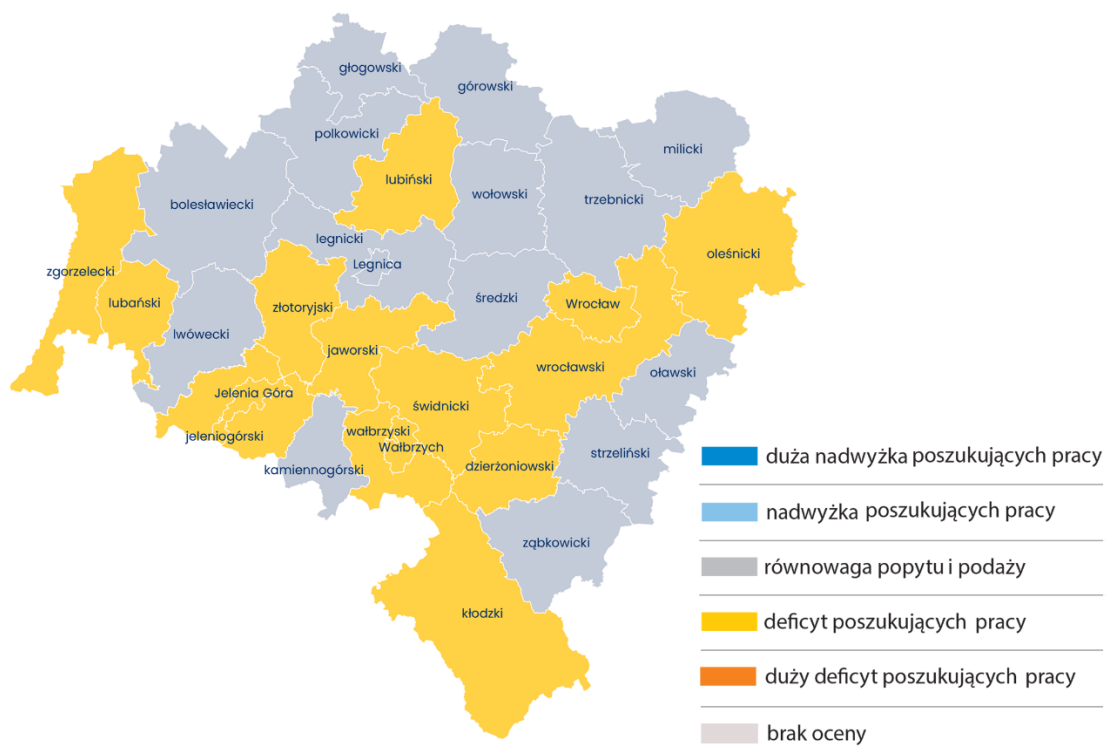 głogowski
górowski
polkowicki
milicki
lubiński
wołowski
trzebnicki
bolesławiecki
legnicki
oleśnicki
Legnica
zgorzelecki
lubański
złotoryjski
średzki
Wrocław
lwówecki
jaworski
wrocławski
oławski
Jelenia Góra
świdnicki
jeleniogórski
wałbrzyski
Wałbrzych
kamiennogórski
dzierżoniowski
strzeliński
ząbkowicki
kłodzki
duża nadwyżka poszukujących pracy
nadwyżka poszukujących pracy
równowaga popytu i podaży
deficyt poszukujących pracy
duży deficyt poszukujących pracy
brak oceny